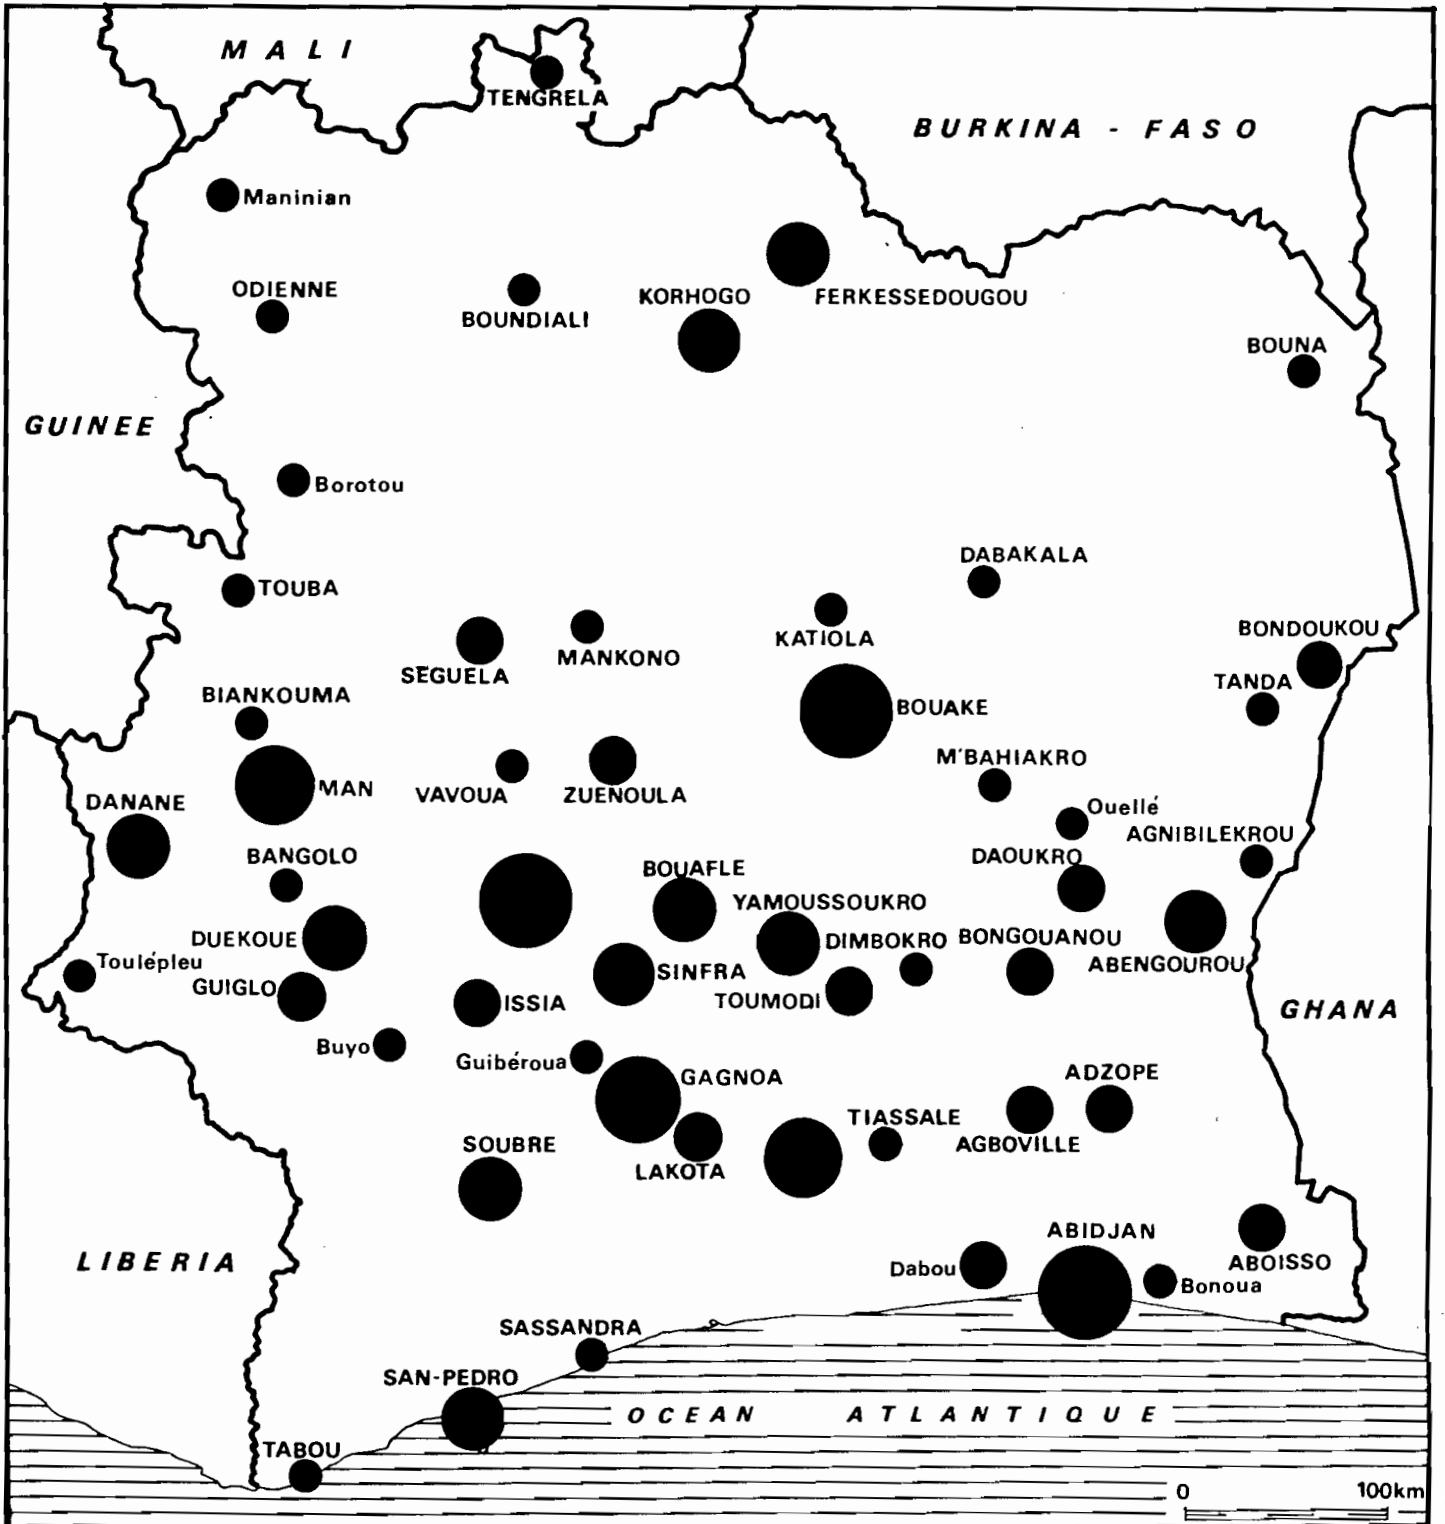 MALI
TENGRELA
BURKINA - FASO
Maninian
ODIENNE
BOUNDIALI
KORHOGO
FERKESSEDOUGOU
BOUNA
GUINEE
Borotou
DABAKALA
TOUBA
KATIOLA
BONDOUKOU
MANKONO
SEGUELA
TANDA
BIANKOUMA
BOUAKE
M'BAHIAKRO
MAN
VAVOUA
ZUENOULA
DANANE
Ouellé
AGNIBILEKROU
BANGOLO
DAOUKRO
BOUAFLE
YAMOUSSOUKRO
DUEKOUE
DIMBOKRO
BONGOUANOU
ABENGOUROU
Toulépleu
SINFRA
GUIGLO
ISSIA
TOUMODI
GHANA
Buyo
Guibéroua
GAGNOA
ADZOPE
TIASSALE
AGBOVILLE
SOUBRE
LAKOTA
ABIDJAN
LIBERIA
Dabou
ABOISSO
Bonoua
SASSANDRA
SAN-PEDRO
OCEAN ATLANTIQUE
TABOU
0 100km